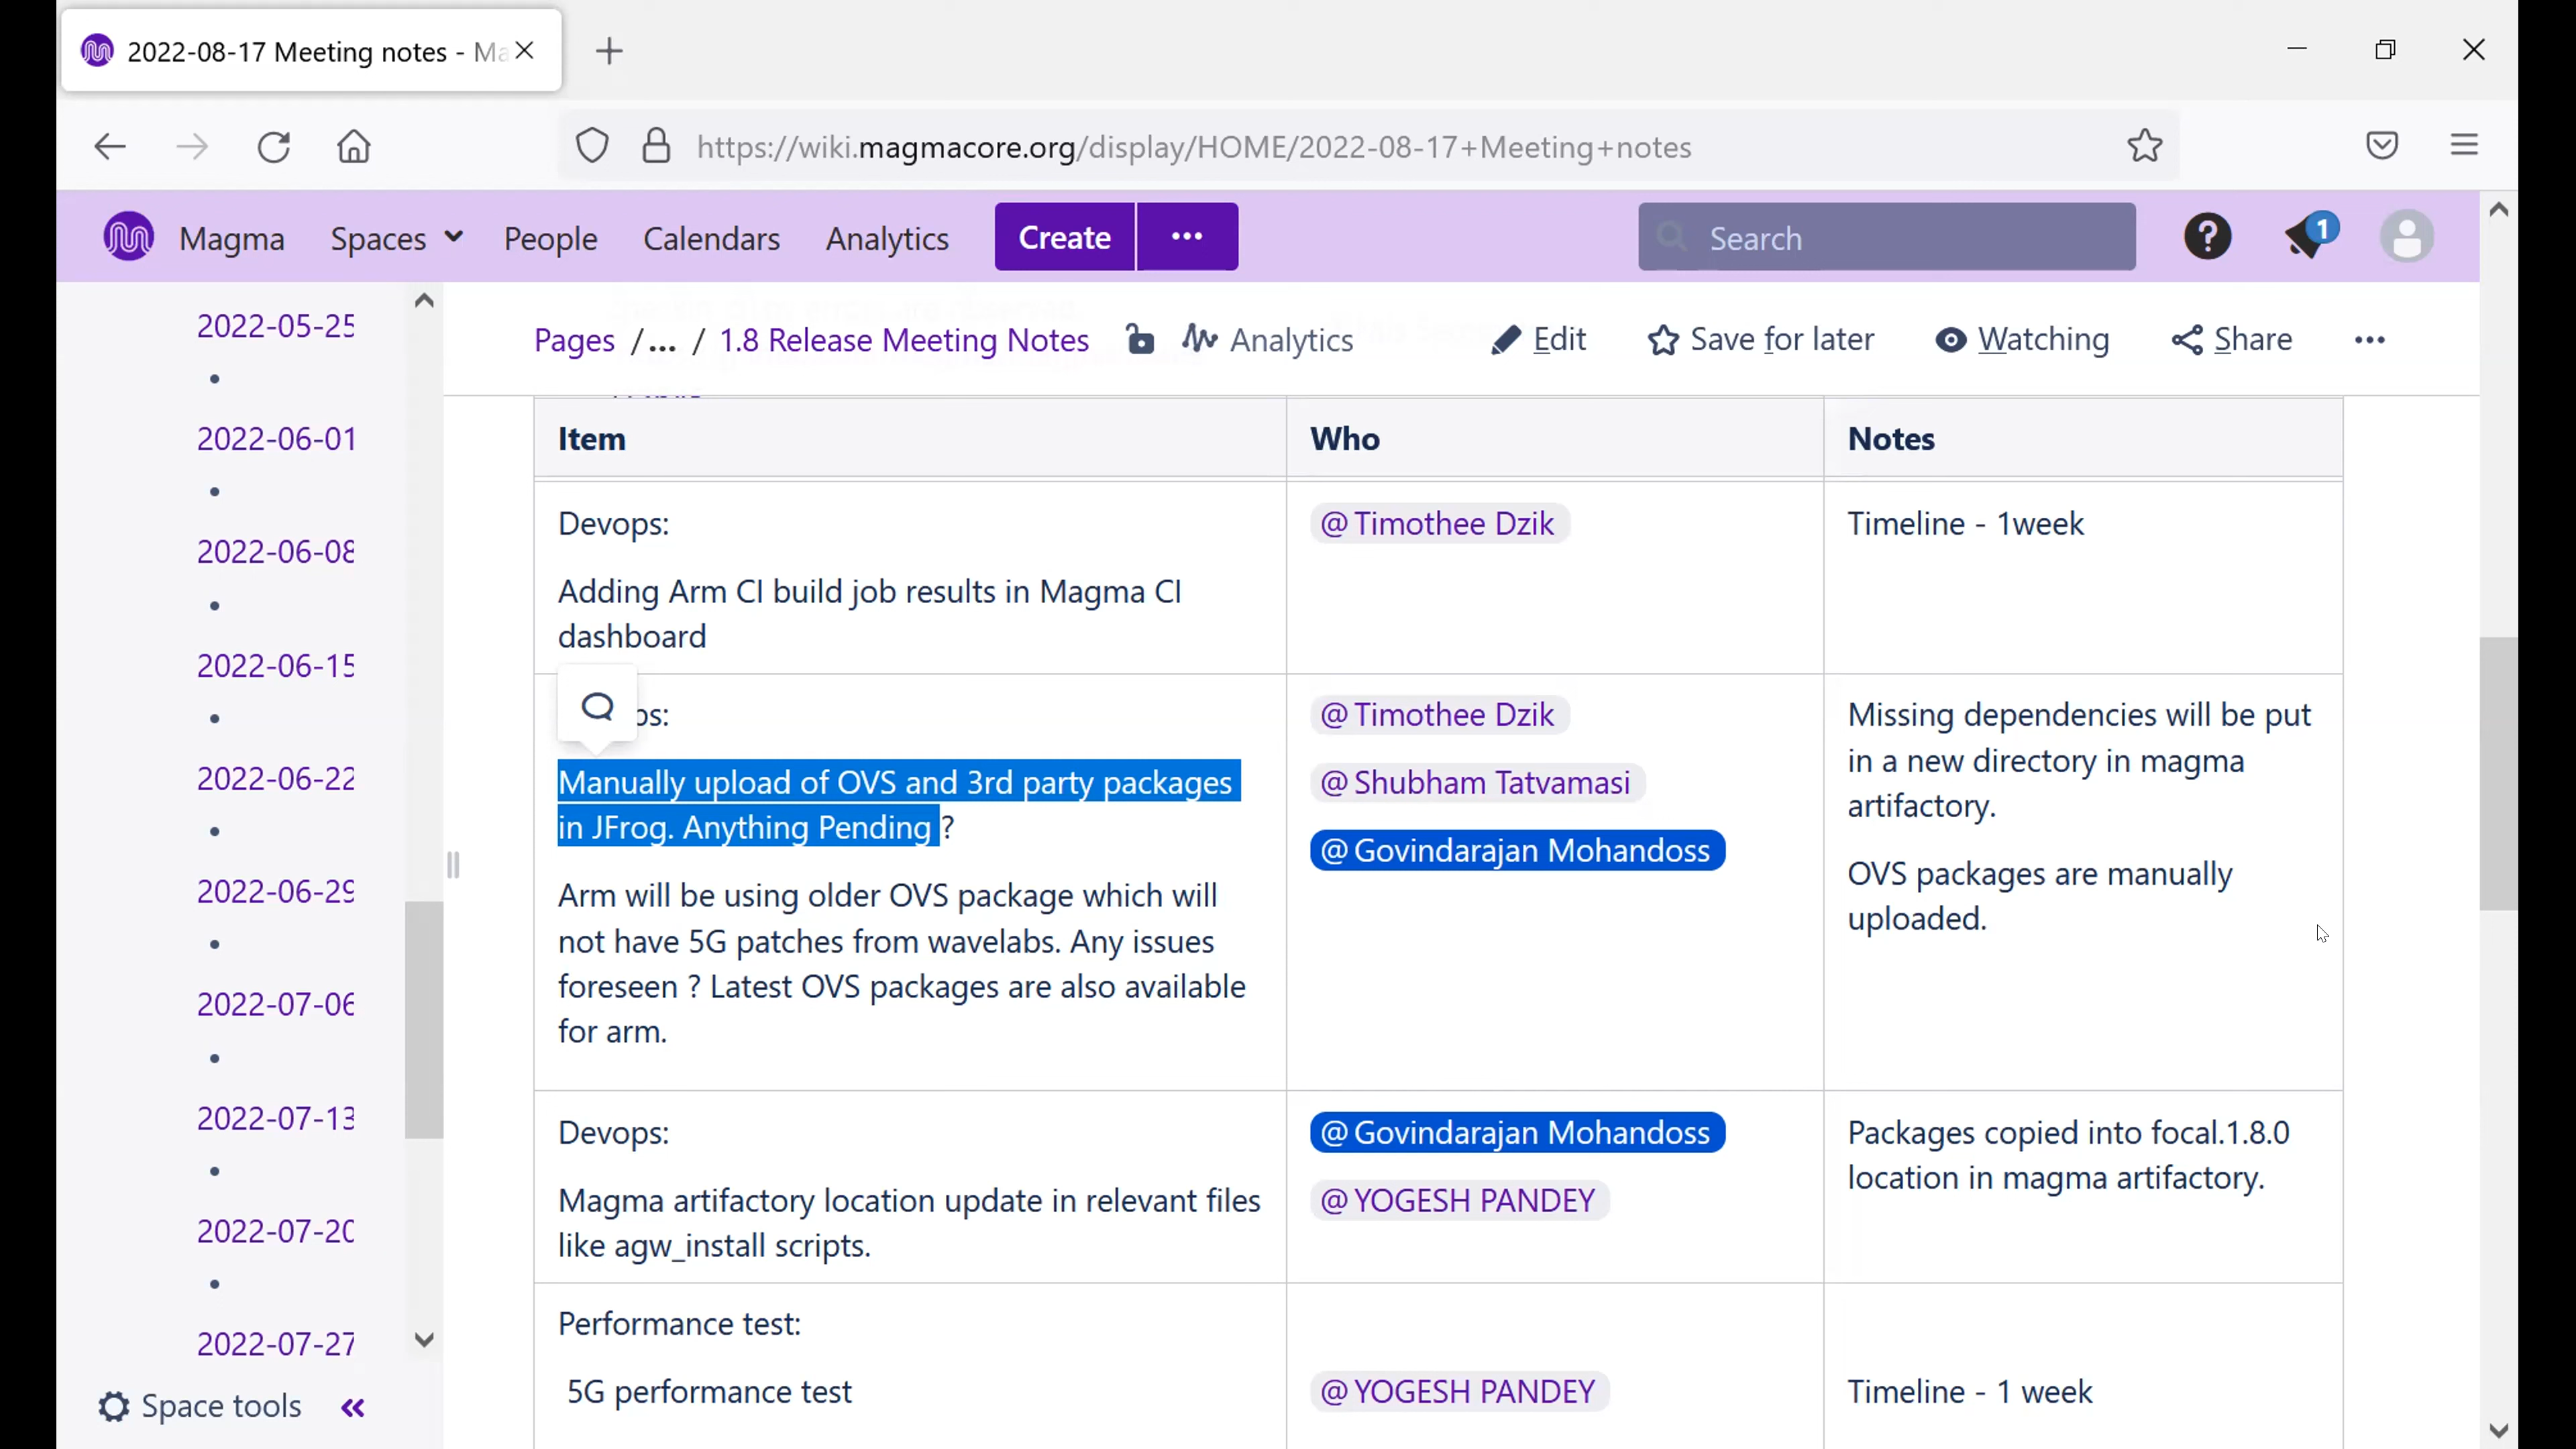 2022-08-17 Meeting notes - Ma
https://wiki.magmacore.org/display/HOME/2022-08-17+Meeting+notes
Magma Spaces People Calendars Analytics Create ... Search 1
Pages /... / 1.8 Release Meeting Notes Analytics Edit Save for later Watching Share ...
2022-05-25
2022-06-01
2022-06-08
2022-06-15
2022-06-22
2022-06-29
2022-07-06
2022-07-13
2022-07-20
2022-07-27
Space tools
Item Who Notes
Devops:
Adding Arm CI build job results in Magma CI
dashboard
@Timothee Dzik
Timeline - 1week
ps:
Manually upload of OVS and 3rd party packages
in JFrog. Anything Pending ?
Arm will be using older OVS package which will
not have 5G patches from wavelabs. Any issues
foreseen ? Latest OVS packages are also available
for arm.
@Timothee Dzik
@Shubham Tatvamasi
@Govindarajan Mohandoss
Missing dependencies will be put
in a new directory in magma
artifactory.
OVS packages are manually
uploaded.
Devops:
Magma artifactory location update in relevant files
like agw_install scripts.
@Govindarajan Mohandoss
@YOGESH PANDEY
Packages copied into focal.1.8.0
location in magma artifactory.
Performance test:
5G performance test
@YOGESH PANDEY
Timeline - 1 week